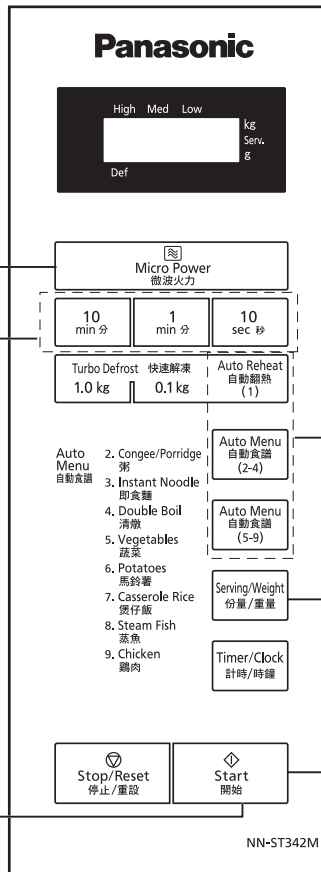 Panasonic
High Med Low
kg
Serv.
g
Def
Micro Power
微波火力
10 1 10
min 分 min 分 sec 秒
Turbo Defrost 快速解凍
1.0 kg 0.1 kg
Auto Reheat
自動翻熱
(1)
Auto Menu
自動食譜
(2-4)
Auto Menu
自動食譜
(5-9)
Auto
Menu
自動食譜
2. Congee/Porridge
粥
3. Instant Noodle
即食麵
4. Double Boil
清燉
5. Vegetables
蔬菜
6. Potatoes
馬鈴薯
7. Casserole Rice
煲仔飯
8. Steam Fish
蒸魚
9. Chicken
鷄肉
Serving/Weight
份量/重量
Timer/Clock
計時/時鐘
Stop/Reset
停止/重設
Start
開始
NN-ST342M